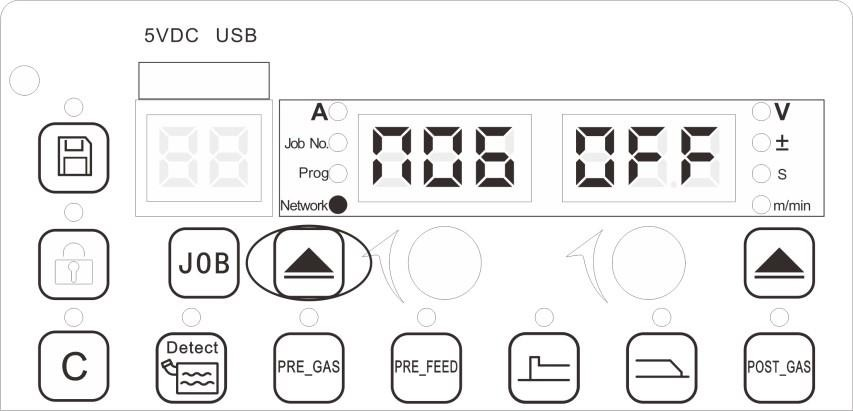 5VDC USB
A
V
Job No.
±
Prog
S
Network
m/min
N06 OFF
JOB
C
Detect
PRE_GAS
PRE_FEED
POST_GAS